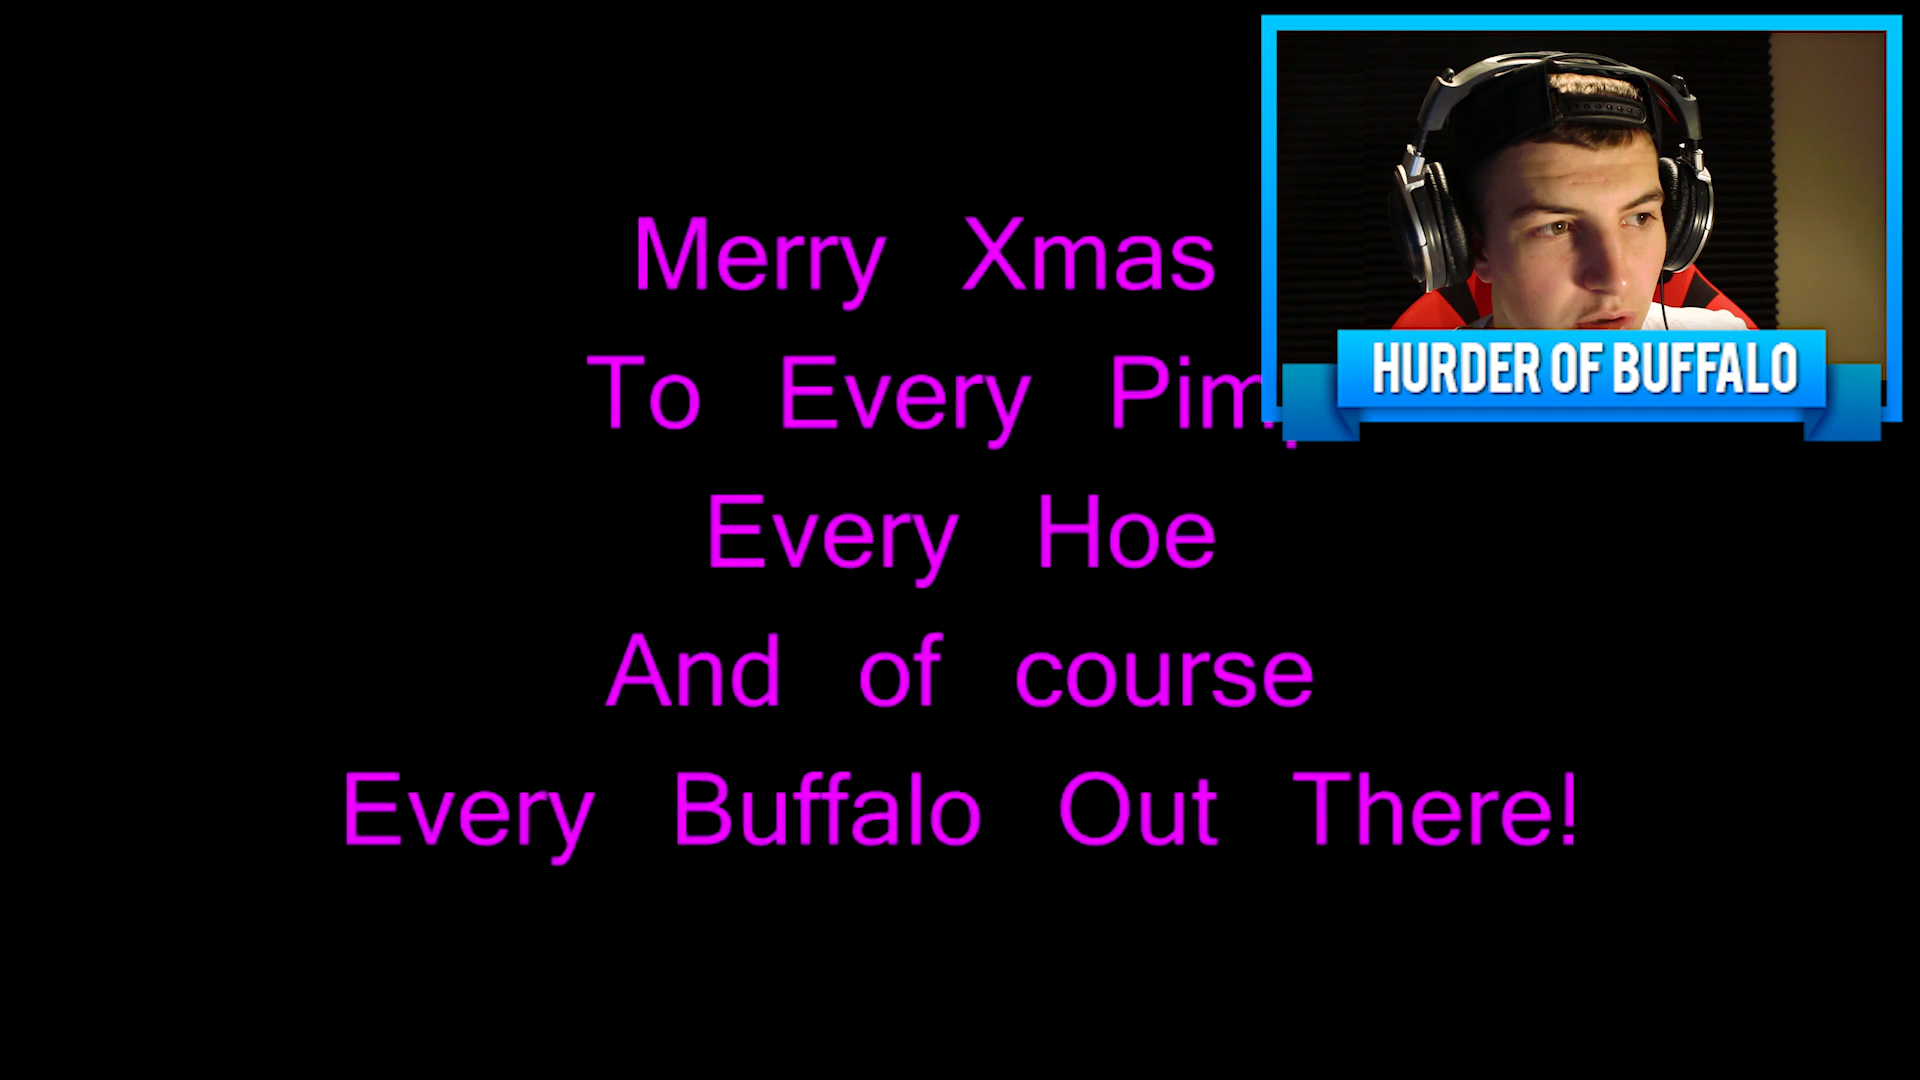 Merry Xmas
To Every
Every Hoe
And of course
Every Buffalo Out There!
HURDER OF BUFFALO